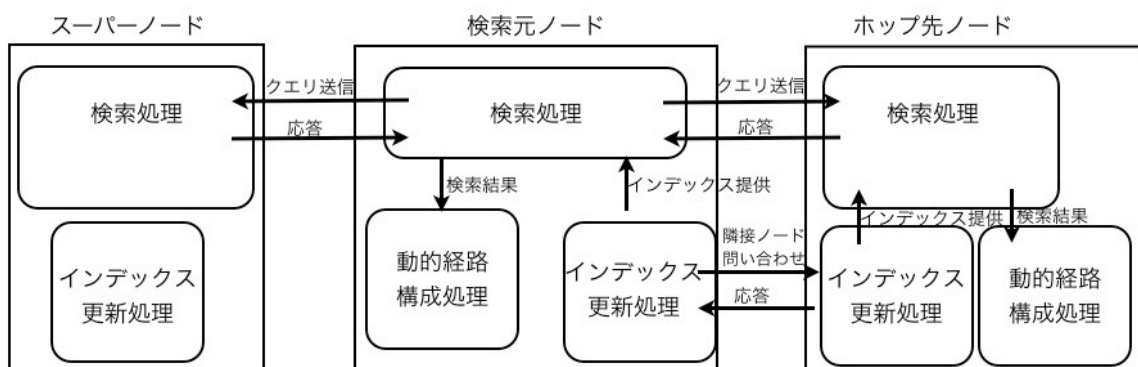 スーパーノード
検索元ノード
ホップ先ノード
検索処理
クエリ送信
応答
検索処理
クエリ送信
応答
検索処理
検索結果
インデックス提供
インデックス提供
検索結果
インデックス
更新処理
動的経路
構成処理
インデックス
更新処理
隣接ノード
問い合わせ
応答
インデックス
更新処理
動的経路
構成処理